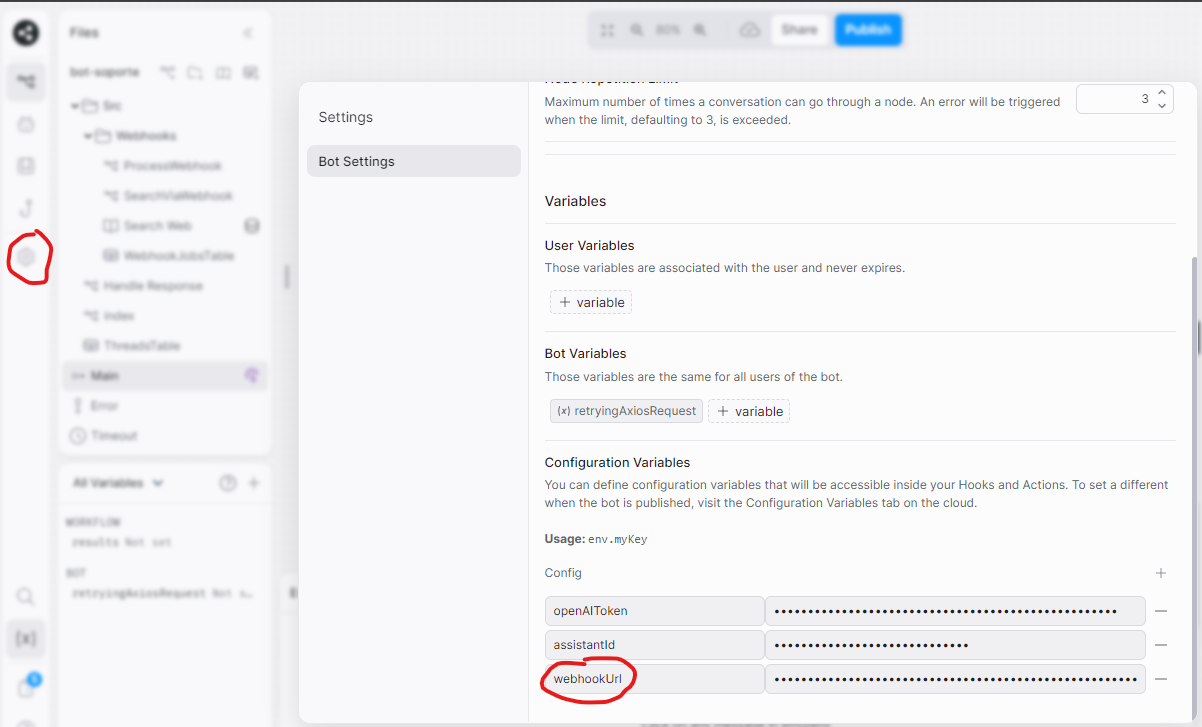 Files
80%
Share
Publish
bot-soporte
Src
Webhooks
ProcessWebhook
SearchViaWebhook
Search Web
WebhookJobsTable
Handle Response
index
ThreadsTable
Main
Error
Timeout
All Variables
WORKFLOW
results Not set
BOT
retryingAxiosRequest Not s...
Settings
Bot Settings
Node Repetition Limit
Maximum number of times a conversation can go through a node. An error will be triggered
when the limit, defaulting to 3, is exceeded.
3
Variables
User Variables
Those variables are associated with the user and never expires.
+ variable
Bot Variables
Those variables are the same for all users of the bot.
(x) retryingAxiosRequest
+ variable
Configuration Variables
You can define configuration variables that will be accessible inside your Hooks and Actions. To set a different
when the bot is published, visit the Configuration Variables tab on the cloud.
Usage: env.myKey
Config
openAIToken
assistantId
webhookUrl